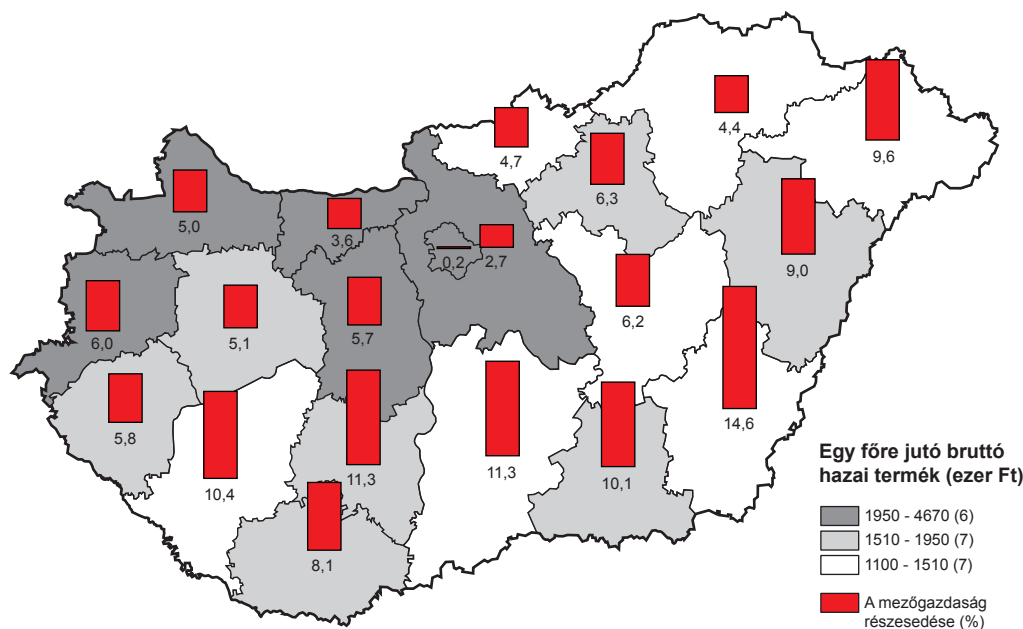 4,4
9,6
4,7
6,3
5,0
3,6
0,2
2,7
9,0
6,2
6,0
5,1
5,7
5,8
14,6
10,4
11,3
11,3
10,1
8,1
Egy főre jutó bruttó
hazai termék (ezer Ft)
1950 - 4670 (6)
1510 - 1950 (7)
1100 - 1510 (7)
A mezőgazdaság
részesedése (%)